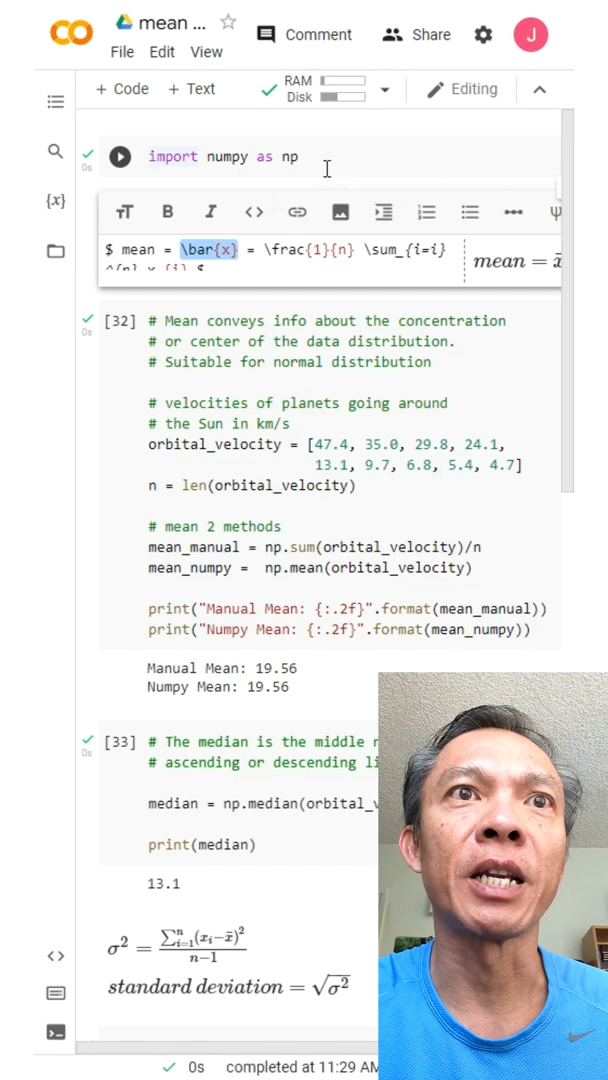 mean ...
Comment
Share
J
File Edit View
+ Code + Text
RAM
Disk
Editing
import numpy as np
{x}
$ mean = \bar{x} = \frac{1}{n} \sum_{i=i}
^{n} x_{i} $
mean = x̄
[32] # Mean conveys info about the concentration
# or center of the data distribution.
# Suitable for normal distribution
# velocities of planets going around
# the Sun in km/s
orbital_velocity = [47.4, 35.0, 29.8, 24.1,
13.1, 9.7, 6.8, 5.4, 4.7]
n = len(orbital_velocity)
# mean 2 methods
mean_manual = np.sum(orbital_velocity)/n
mean_numpy =  np.mean(orbital_velocity)
print("Manual Mean: {:.2f}".format(mean_manual))
print("Numpy Mean: {:.2f}".format(mean_numpy))
Manual Mean: 19.56
Numpy Mean: 19.56
[33] # The median is the middle
# ascending or descending
median = np.median(orbital_v
print(median)
13.1
σ² = ∑ⁿᵢ₌₁(xᵢ−x̄)² / n−1
standard deviation = √σ²
0s completed at 11:29 AM